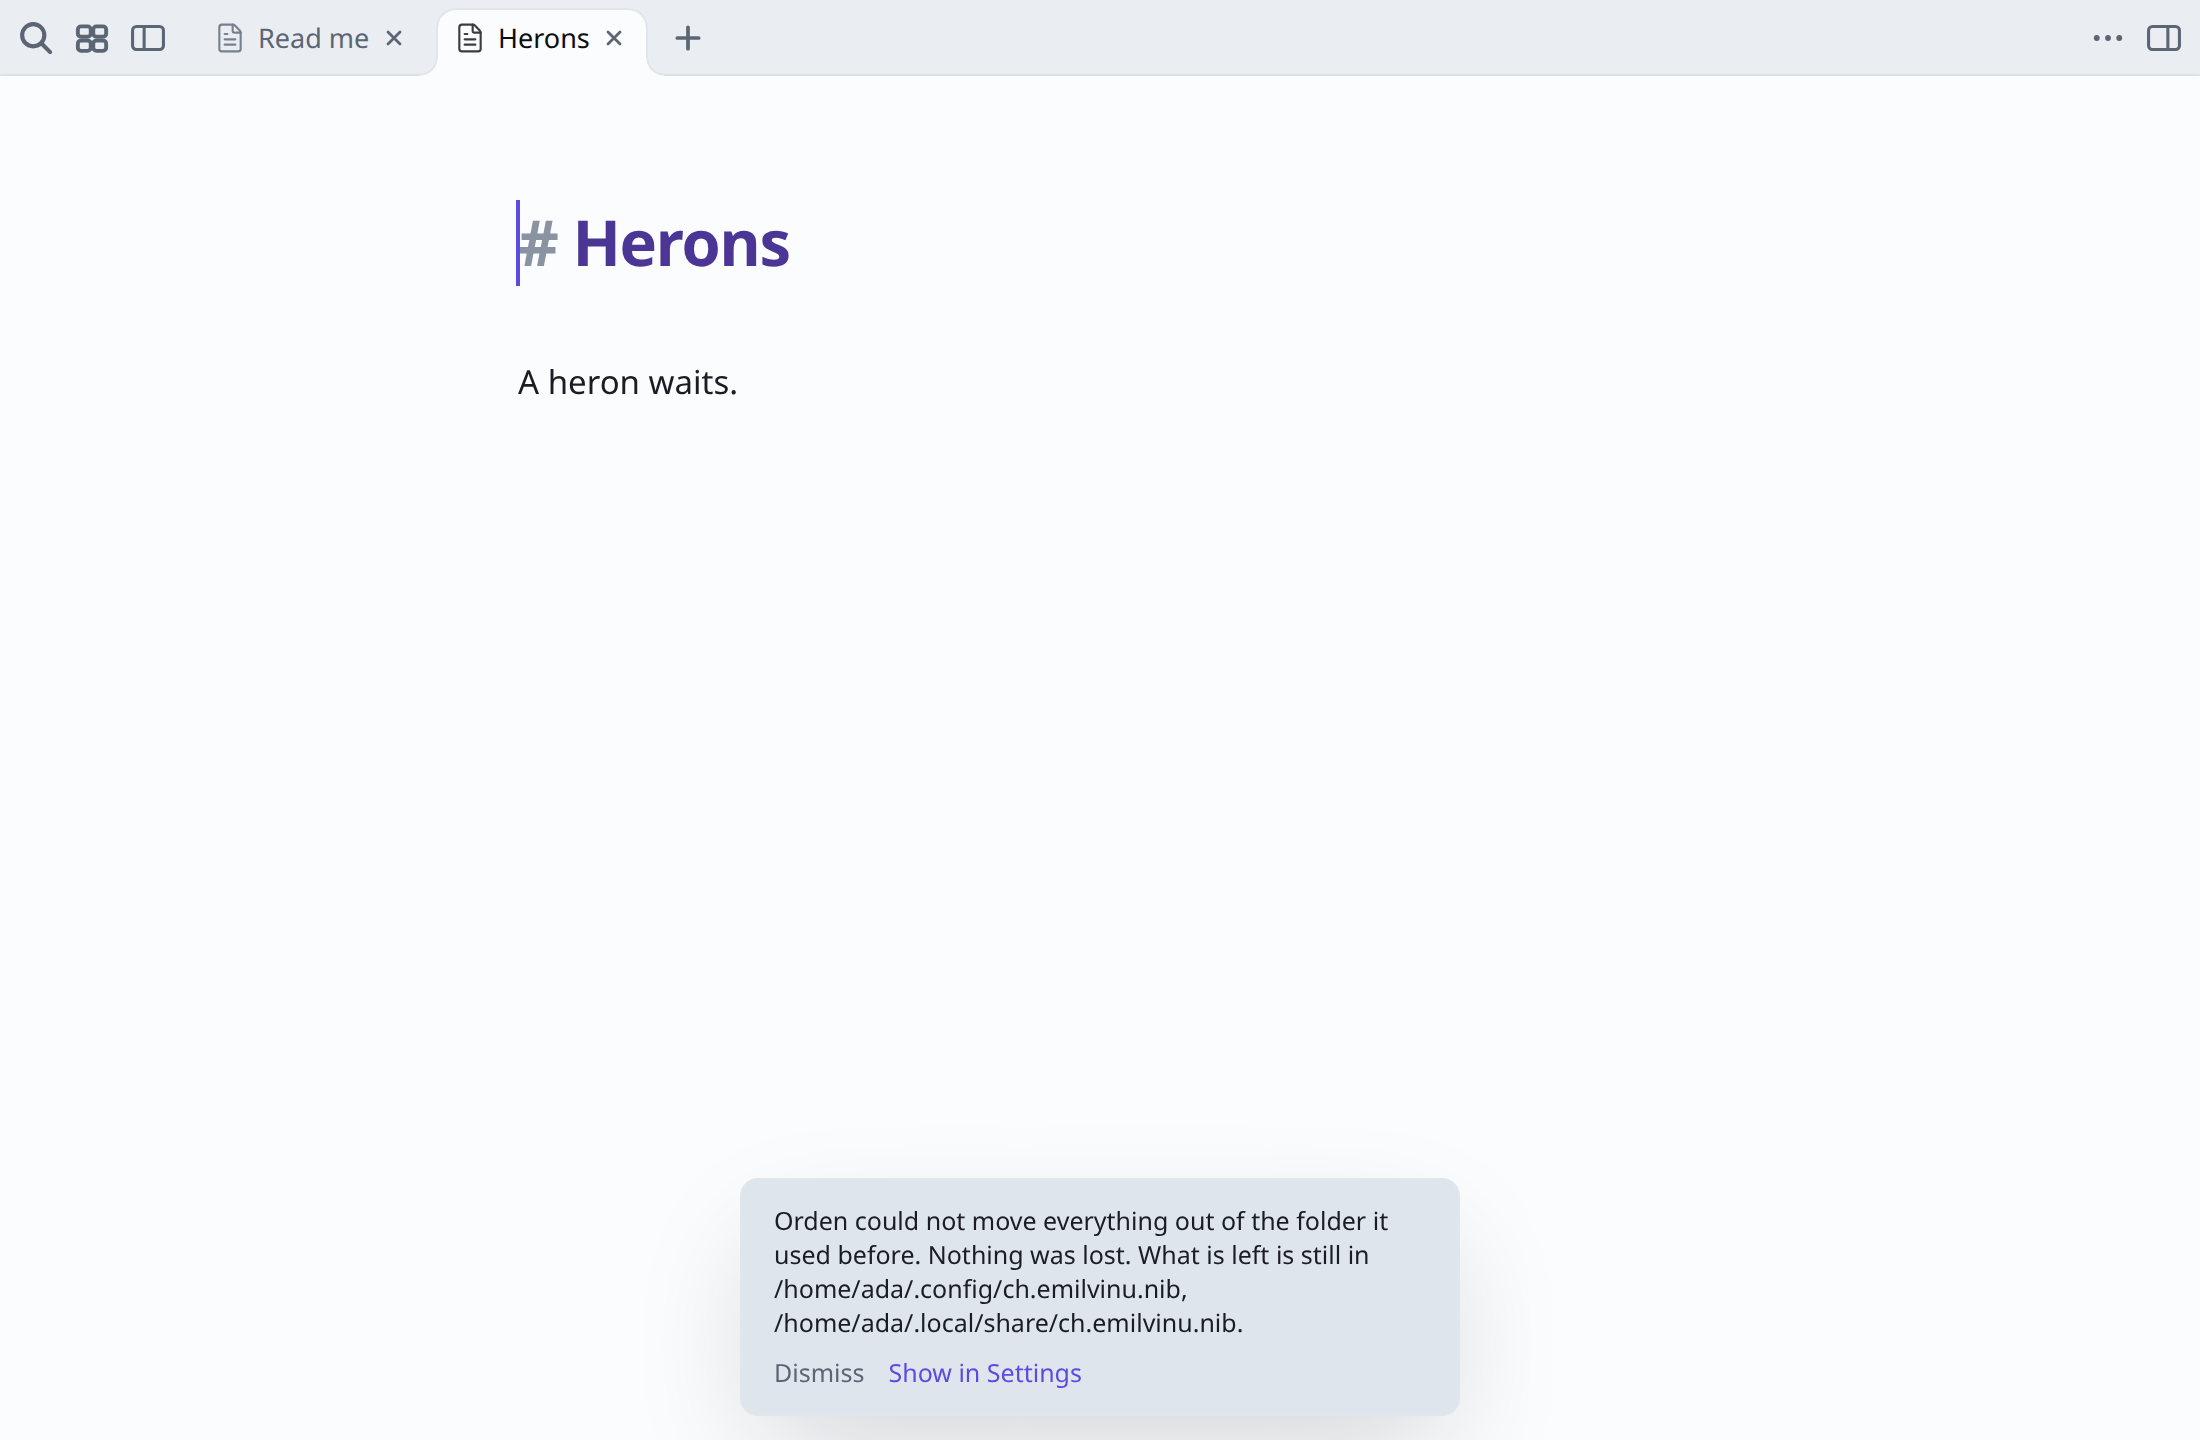 Read me
Herons
# Herons
A heron waits.
Orden could not move everything out of the folder it
used before. Nothing was lost. What is left is still in
/home/ada/.config/ch.emilvinu.nib,
/home/ada/.local/share/ch.emilvinu.nib.
Dismiss Show in Settings